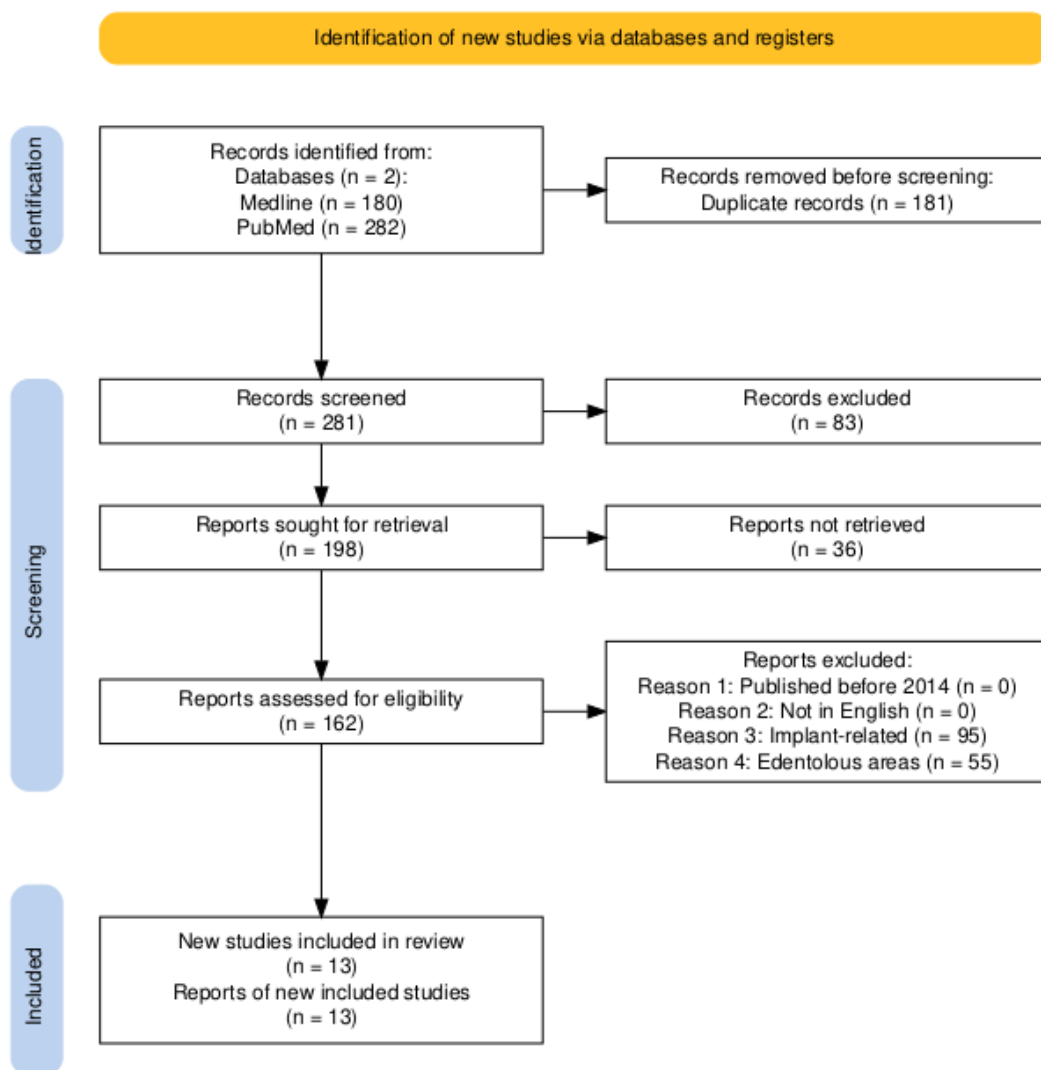 Identification of new studies via databases and registers
Identification
Records identified from:
Databases (n = 2):
Medline (n = 180)
PubMed (n = 282)
Records removed before screening:
Duplicate records (n = 181)
Screening
Records screened
(n = 281)
Records excluded
(n = 83)
Reports sought for retrieval
(n = 198)
Reports not retrieved
(n = 36)
Reports assessed for eligibility
(n = 162)
Reports excluded:
Reason 1: Published before 2014 (n = 0)
Reason 2: Not in English (n = 0)
Reason 3: Implant-related (n = 95)
Reason 4: Edentolous areas (n = 55)
Included
New studies included in review
(n = 13)
Reports of new included studies
(n = 13)